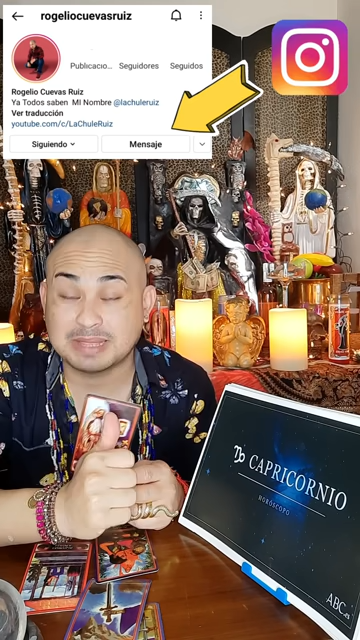 rogeliocuevasruiz
Publicacio... Seguidores Seguidos
Rogelio Cuevas Ruiz
Ya Todos saben MI Nombre @lachuleruiz
Ver traducción
youtube.com/c/LaChuleRuiz
Siguiendo Mensaje
CAPRICORNIO
HORÓSCOPO
ABC.es